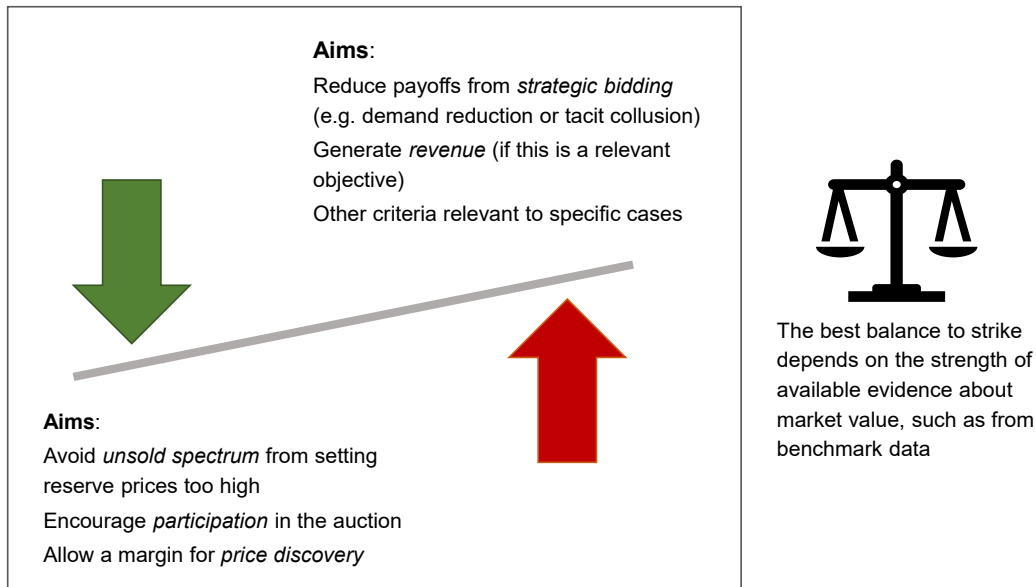 Aims:
Reduce payoffs from strategic bidding
(e.g. demand reduction or tacit collusion)
Generate revenue (if this is a relevant
objective)
Other criteria relevant to specific cases
The best balance to strike
depends on the strength of
available evidence about
market value, such as from
benchmark data
Aims:
Avoid unsold spectrum from setting
reserve prices too high
Encourage participation in the auction
Allow a margin for price discovery